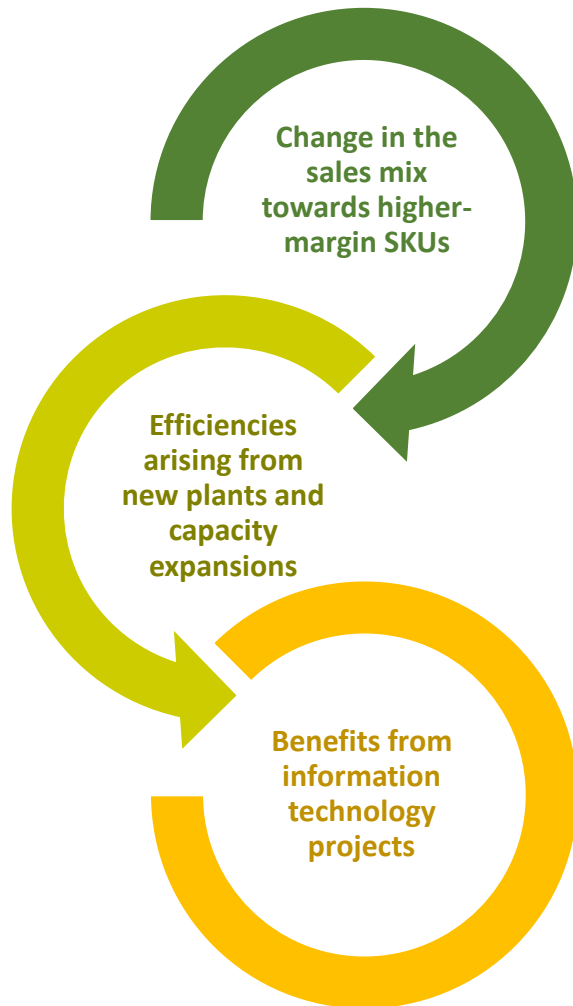 Change in the
sales mix
towards higher-
margin SKUs
Efficiencies
arising from
new plants and
capacity
expansions
Benefits from
information
technology
projects